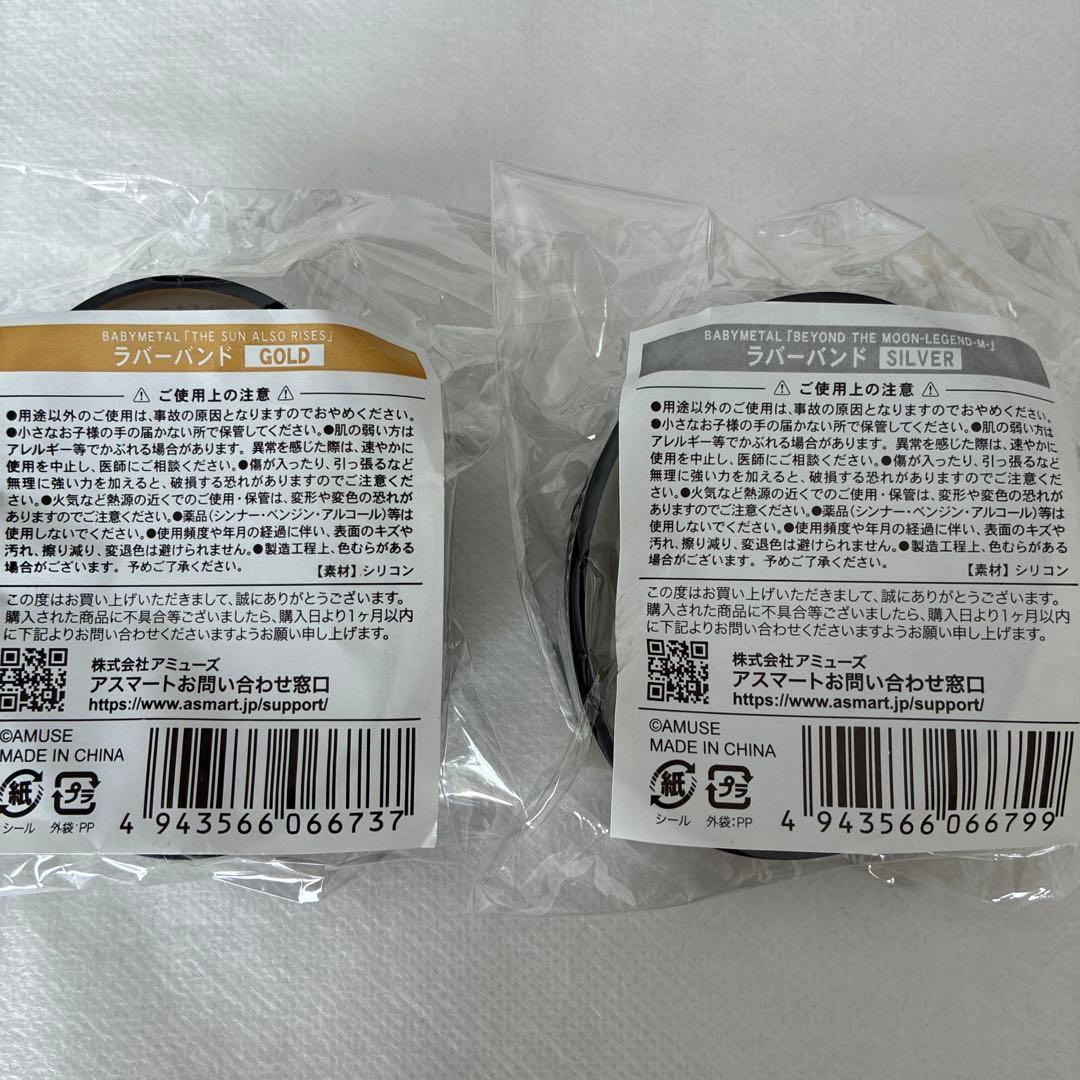 BABYMETAL「THE SUN ALSO RISES」
ラバーバンド GOLD
⚠ ご使用上の注意 ⚠
●用途以外のご使用は、事故の原因となりますのでおやめください。
●小さなお子様の手の届かない所で保管してください。●肌の弱い方は
アレルギー等でかぶれる場合があります。異常を感じた際は、速やかに
使用を中止し、医師にご相談ください。●傷が入ったり、引っ張るなど
無理に強い力を加えると、破損する恐れがありますのでご注意くださ
い。●火気など熱源の近くでのご使用・保管は、変形や変色の恐れが
ありますのでご注意ください。●薬品(シンナー・ベンジン・アルコール)等は
使用しないでください。●使用頻度や年月の経過に伴い、表面のキズや
汚れ、擦り減り、変退色は避けられません。●製造工程上、色むらがある
場合がございます。予めご了承ください。
【素材】シリコン
この度はお買い上げいただきまして、誠にありがとうございます。
購入された商品に不具合等ございましたら、購入日より1ヶ月以内
に下記よりお問い合わせくださいますようお願い申し上げます。
株式会社アミューズ
アスマートお問い合わせ窓口
https://www.asmart.jp/support/
©AMUSE
MADE IN CHINA
紙 プラ
シール 外袋:PP
4 943566 066737
BABYMETAL「BEYOND THE MOON-LEGEND-M-」
ラバーバンド SILVER
⚠ ご使用上の注意 ⚠
●用途以外のご使用は、事故の原因となりますのでおやめください。
●小さなお子様の手の届かない所で保管してください。●肌の弱い方は
アレルギー等でかぶれる場合があります。異常を感じた際は、速やかに
使用を中止し、医師にご相談ください。●傷が入ったり、引っ張るなど
無理に強い力を加えると、破損する恐れがありますのでご注意くださ
い。●火気など熱源の近くでのご使用・保管は、変形や変色の恐れが
ありますのでご注意ください。●薬品(シンナー・ベンジン・アルコール)等は
使用しないでください。●使用頻度や年月の経過に伴い、表面のキズや
汚れ、擦り減り、変退色は避けられません。●製造工程上、色むらがある
場合がございます。予めご了承ください。
【素材】シリコン
この度はお買い上げいただきまして、誠にありがとうございます。
購入された商品に不具合等ございましたら、購入日より1ヶ月以内
に下記よりお問い合わせくださいますようお願い申し上げます。
株式会社アミューズ
アスマートお問い合わせ窓口
https://www.asmart.jp/support/
©AMUSE
MADE IN CHINA
紙 プラ
シール 外袋:PP
4 943566 066799